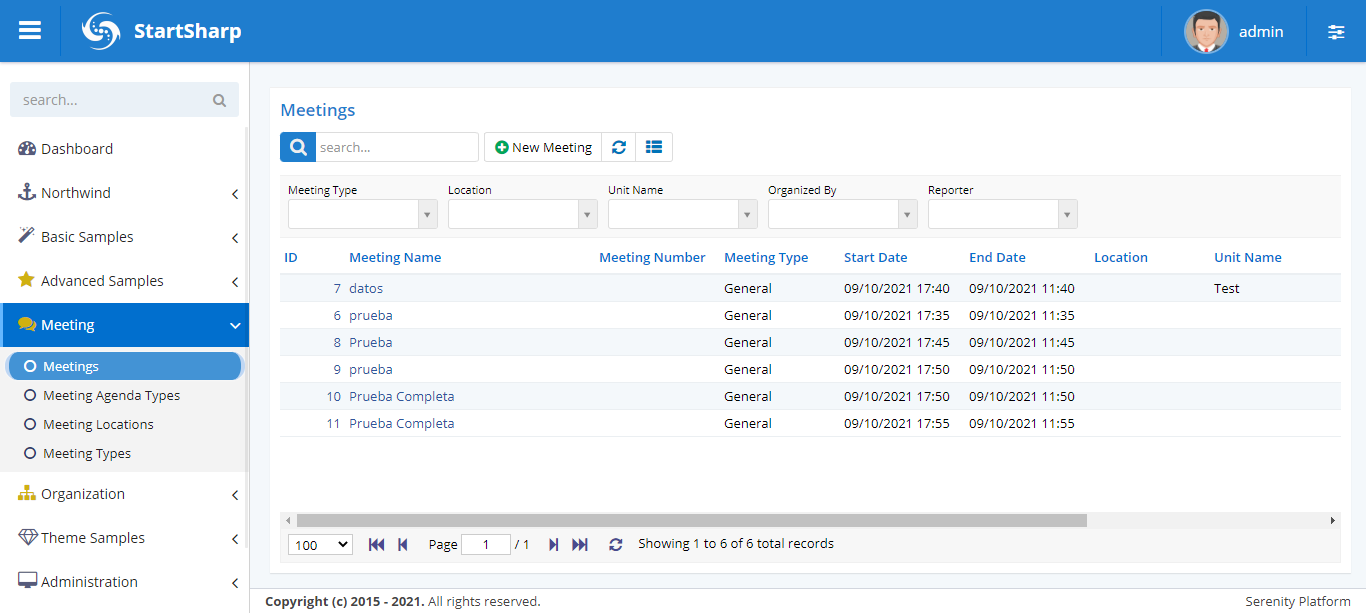 StartSharp
admin
search...
Dashboard
Northwind
Basic Samples
Advanced Samples
Meeting
Meetings
Meeting Agenda Types
Meeting Locations
Meeting Types
Organization
Theme Samples
Administration
Meetings
search...
New Meeting
Meeting Type Location Unit Name Organized By Reporter
ID Meeting Name Meeting Number Meeting Type Start Date End Date Location Unit Name
7 datos General 09/10/2021 17:40 09/10/2021 11:40 Test
6 prueba General 09/10/2021 17:35 09/10/2021 11:35
8 Prueba General 09/10/2021 17:45 09/10/2021 11:45
9 prueba General 09/10/2021 17:50 09/10/2021 11:50
10 Prueba Completa General 09/10/2021 17:50 09/10/2021 11:50
11 Prueba Completa General 09/10/2021 17:55 09/10/2021 11:55
100 Page 1 / 1 Showing 1 to 6 of 6 total records
Copyright (c) 2015 - 2021. All rights reserved. Serenity Platform